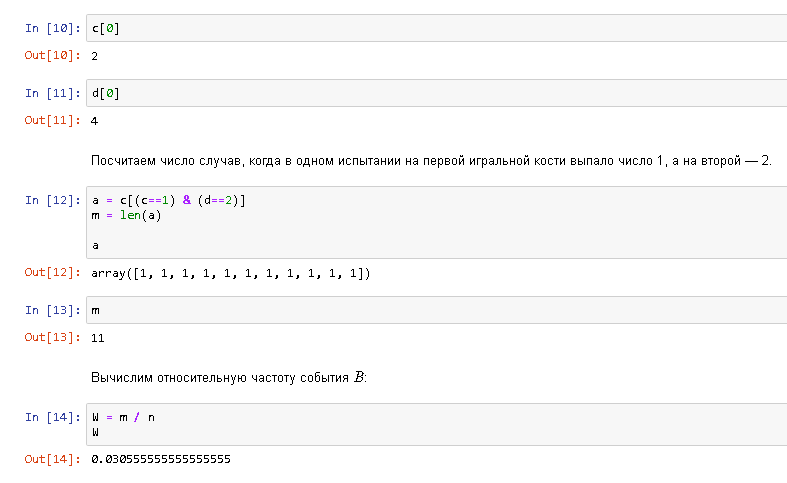 In [10]: c[0]
Out[10]: 2
In [11]: d[0]
Out[11]: 4
Посчитаем число случав, когда в одном испытании на первой игральной кости выпало число 1, а на второй — 2.
In [12]: a = c[(c==1) & (d==2)]
m = len(a)
a
Out[12]: array([1, 1, 1, 1, 1, 1, 1, 1, 1, 1, 1])
In [13]: m
Out[13]: 11
Вычислим относительную частоту события B:
In [14]: W = m / n
W
Out[14]: 0.030555555555555555